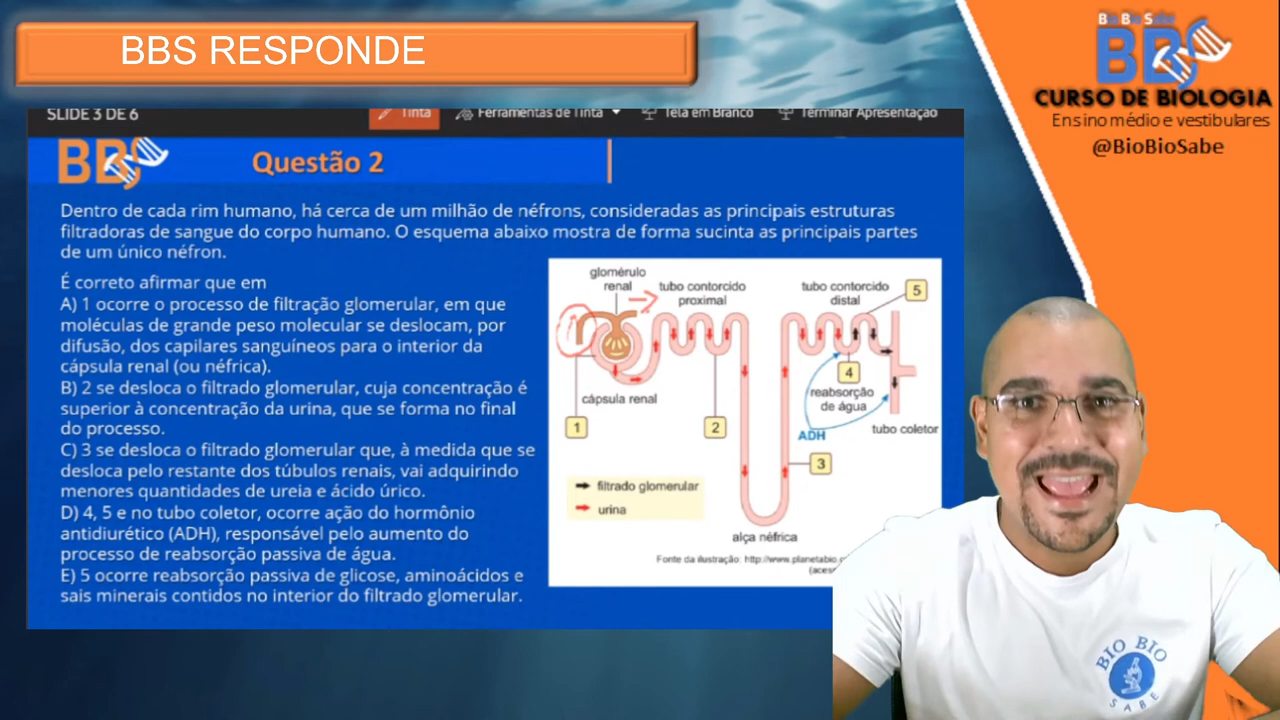 BBS RESPONDE
Bio Bio Sabe
BBS
CURSO DE BIOLOGIA
Ensino médio e vestibulares
@BioBioSabe
SLIDE 3 DE 6
Tinta
Ferramentas de Tinta
Tela em Branco
Terminar Apresentação
BBS
Questão 2
Dentro de cada rim humano, há cerca de um milhão de néfrons, consideradas as principais estruturas
filtradoras de sangue do corpo humano. O esquema abaixo mostra de forma sucinta as principais partes
de um único néfron.
É correto afirmar que em
A) 1 ocorre o processo de filtração glomerular, em que
moléculas de grande peso molecular se deslocam, por
difusão, dos capilares sanguíneos para o interior da
cápsula renal (ou néfrica).
B) 2 se desloca o filtrado glomerular, cuja concentração é
superior à concentração da urina, que se forma no final
do processo.
C) 3 se desloca o filtrado glomerular que, à medida que se
desloca pelo restante dos túbulos renais, vai adquirindo
menores quantidades de ureia e ácido úrico.
D) 4, 5 e no tubo coletor, ocorre ação do hormônio
antidiurético (ADH), responsável pelo aumento do
processo de reabsorção passiva de água.
E) 5 ocorre reabsorção passiva de glicose, aminoácidos e
sais minerais contidos no interior do filtrado glomerular.
glomérulo
renal
tubo contorcido
proximal
tubo contorcido
distal
5
cápsula renal
1
2
4
reabsorção
de água
ADH
tubo coletor
3
filtrado glomerular
urina
alça néfrica
Fonte da ilustração: http://www.planetabio.c
(aces
BIO BIO
SABE